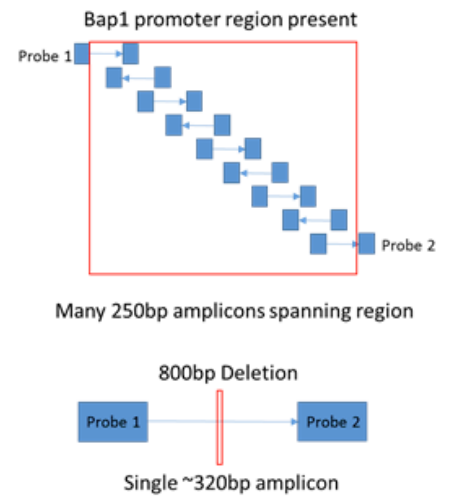 Bap1 promoter region present
Probe 1
Probe 2
Many 250bp amplicons spanning region
800bp Deletion
Probe 1
Probe 2
Single ~320bp amplicon